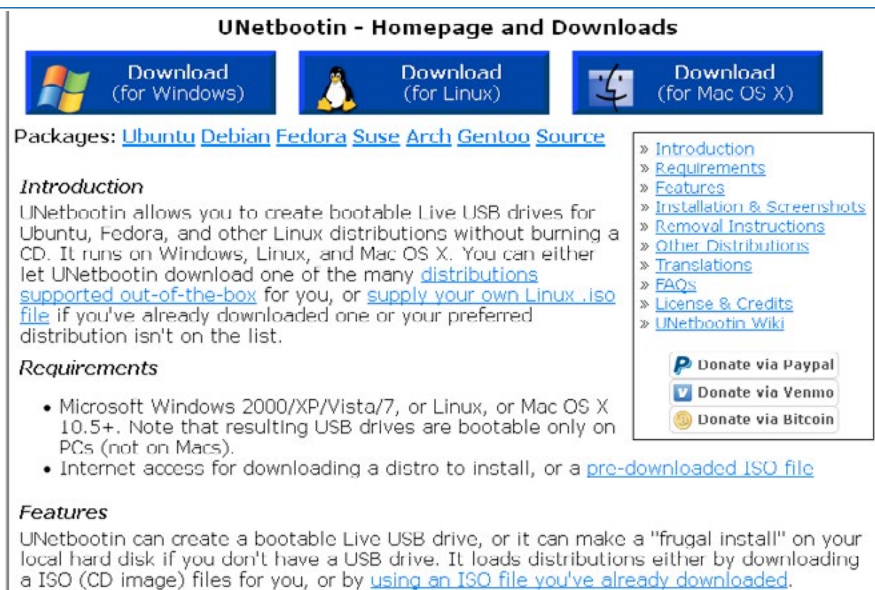 UNetbootin - Homepage and Downloads
Download
(for Windows)
Download
(for Linux)
Download
(for Mac OS X)
Packages: Ubuntu Debian Fedora Suse Arch Gentoo Source
» Introduction
» Requirements
» Features
» Installation & Screenshots
» Removal Instructions
» Other Distributions
» Translations
» FAQs
» License & Credits
» UNetbootin Wiki
Donate via Paypal
Donate via Venmo
Donate via Bitcoin
Introduction
UNetbootin allows you to create bootable Live USB drives for
Ubuntu, Fedora, and other Linux distributions without burning a
CD. It runs on Windows, Linux, and Mac OS X. You can either
let UNetbootin download one of the many distributions
supported out-of-the-box for you, or supply your own Linux .iso
file if you've already downloaded one or your preferred
distribution isn't on the list.
Requirements
• Microsoft Windows 2000/XP/Vista/7, or Linux, or Mac OS X
10.5+. Note that resulting USB drives are bootable only on
PCs (not on Macs).
• Internet access for downloading a distro to install, or a pre-downloaded ISO file
Features
UNetbootin can create a bootable Live USB drive, or it can make a "frugal install" on your
local hard disk if you don't have a USB drive. It loads distributions either by downloading
a ISO (CD image) files for you, or by using an ISO file you've already downloaded.